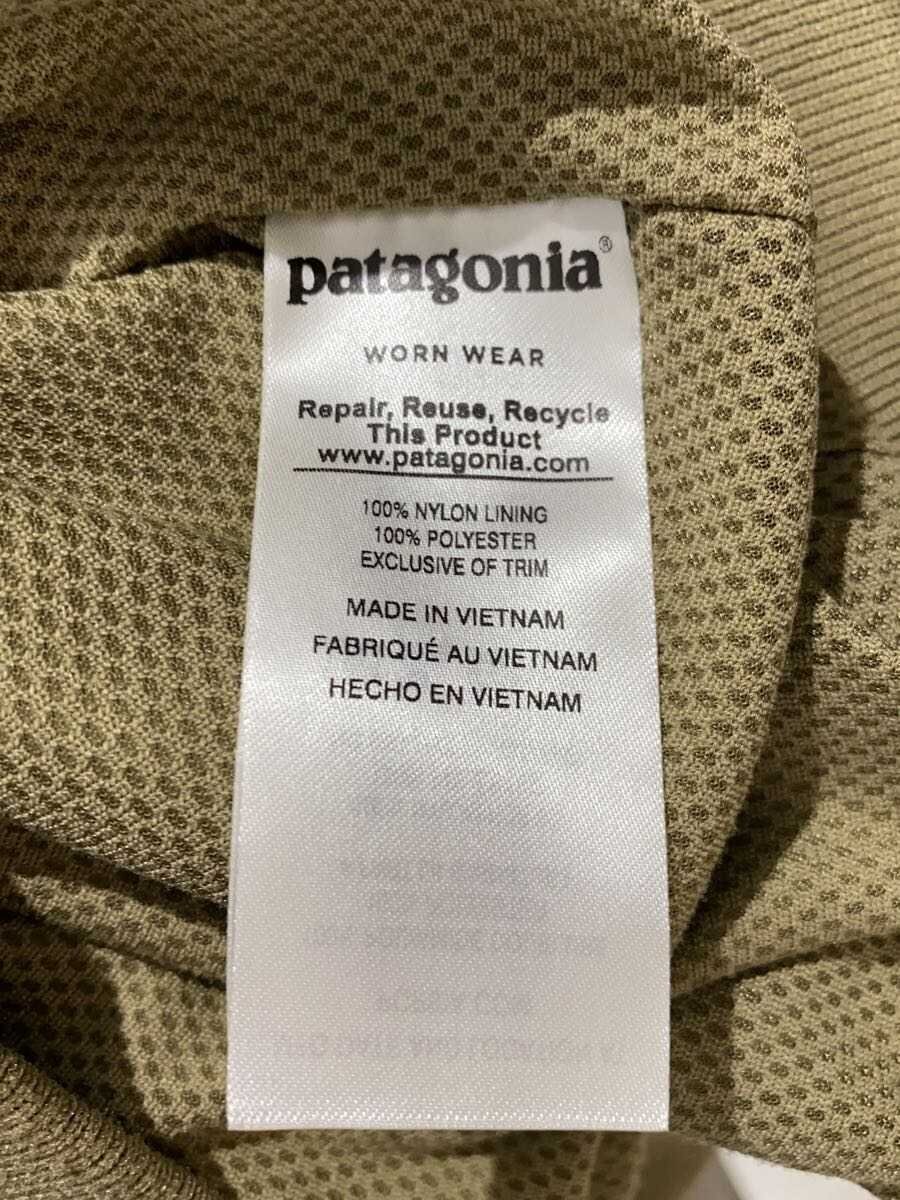 patagonia®
WORN WEAR
Repair, Reuse, Recycle
This Product
www.patagonia.com
100% NYLON LINING
100% POLYESTER
EXCLUSIVE OF TRIM
MADE IN VIETNAM
FABRIQUÉ AU VIETNAM
HECHO EN VIETNAM